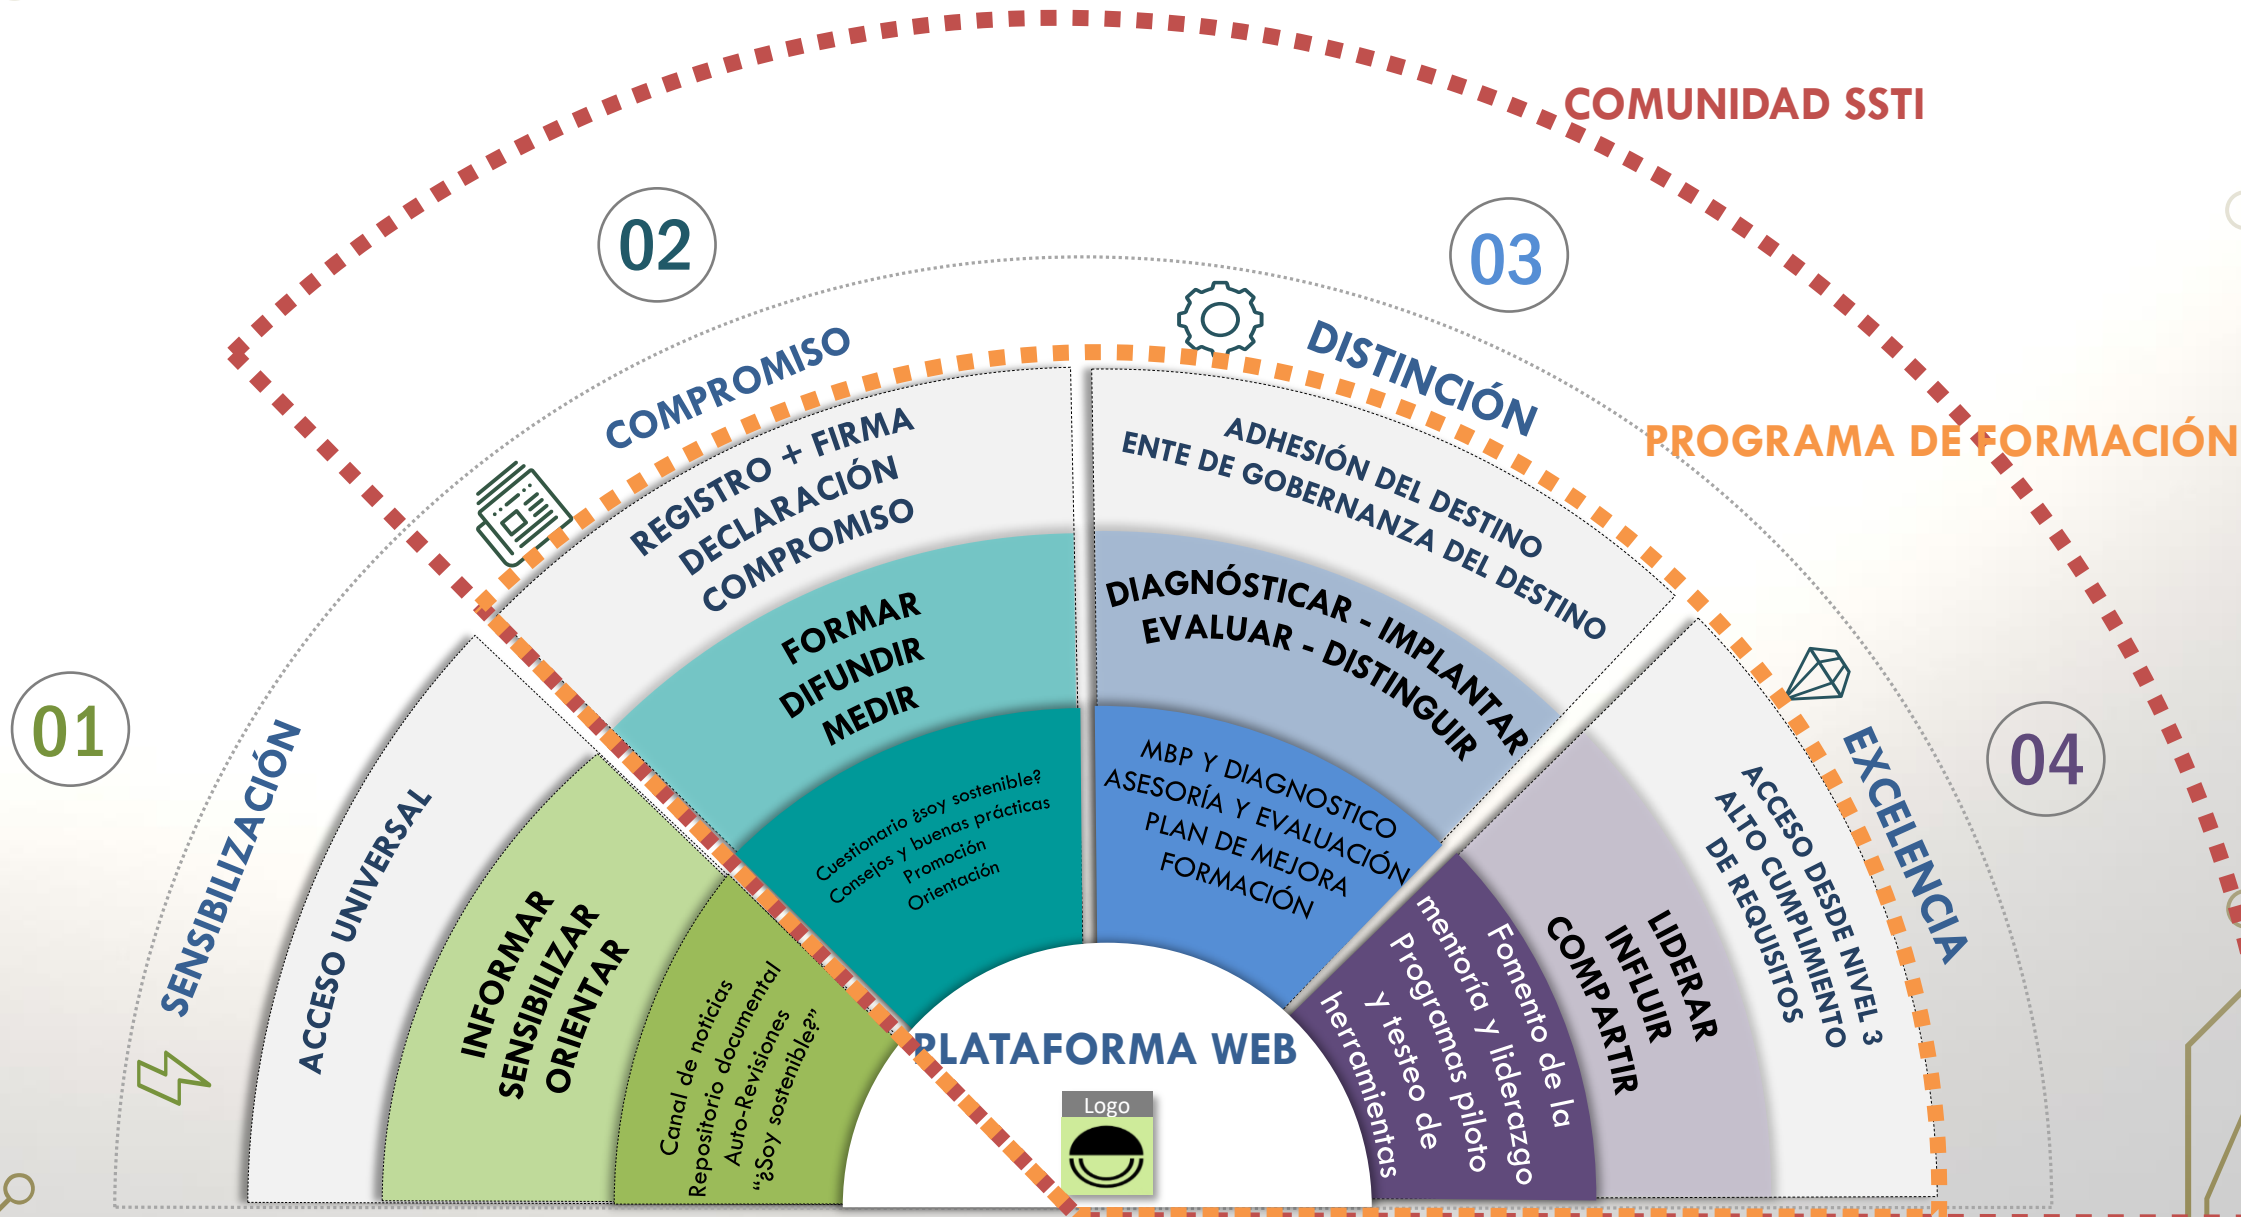 COMUNIDAD SSTI
PROGRAMA DE FORMACIÓN
01
SENSIBILIZACIÓN
ACCESO UNIVERSAL
INFORMAR
SENSIBILIZAR
ORIENTAR
Canal de noticias
Repositorio documental
Auto-Revisiones
“¿Soy sostenible?”
02
COMPROMISO
REGISTRO + FIRMA
DECLARACIÓN
COMPROMISO
FORMAR
DIFUNDIR
MEDIR
Cuestionario ¿soy sostenible?
Consejos y buenas prácticas
Promoción
Orientación
03
DISTINCIÓN
ADHESIÓN DEL DESTINO
ENTE DE GOBERNANZA DEL DESTINO
DIAGNÓSTICAR - IMPLANTAR
EVALUAR - DISTINGUIR
MBP Y DIAGNOSTICO
ASESORÍA Y EVALUACIÓN
PLAN DE MEJORA
FORMACIÓN
04
EXCELENCIA
ACCESO DESDE NIVEL 3
ALTO CUMPLIMIENTO
DE REQUISITOS
LIDERAR
INFLUIR
COMPARTIR
Fomento de la
mentoría y liderazgo
Programas piloto
y testeo de
herramientas
PLATAFORMA WEB
Logo